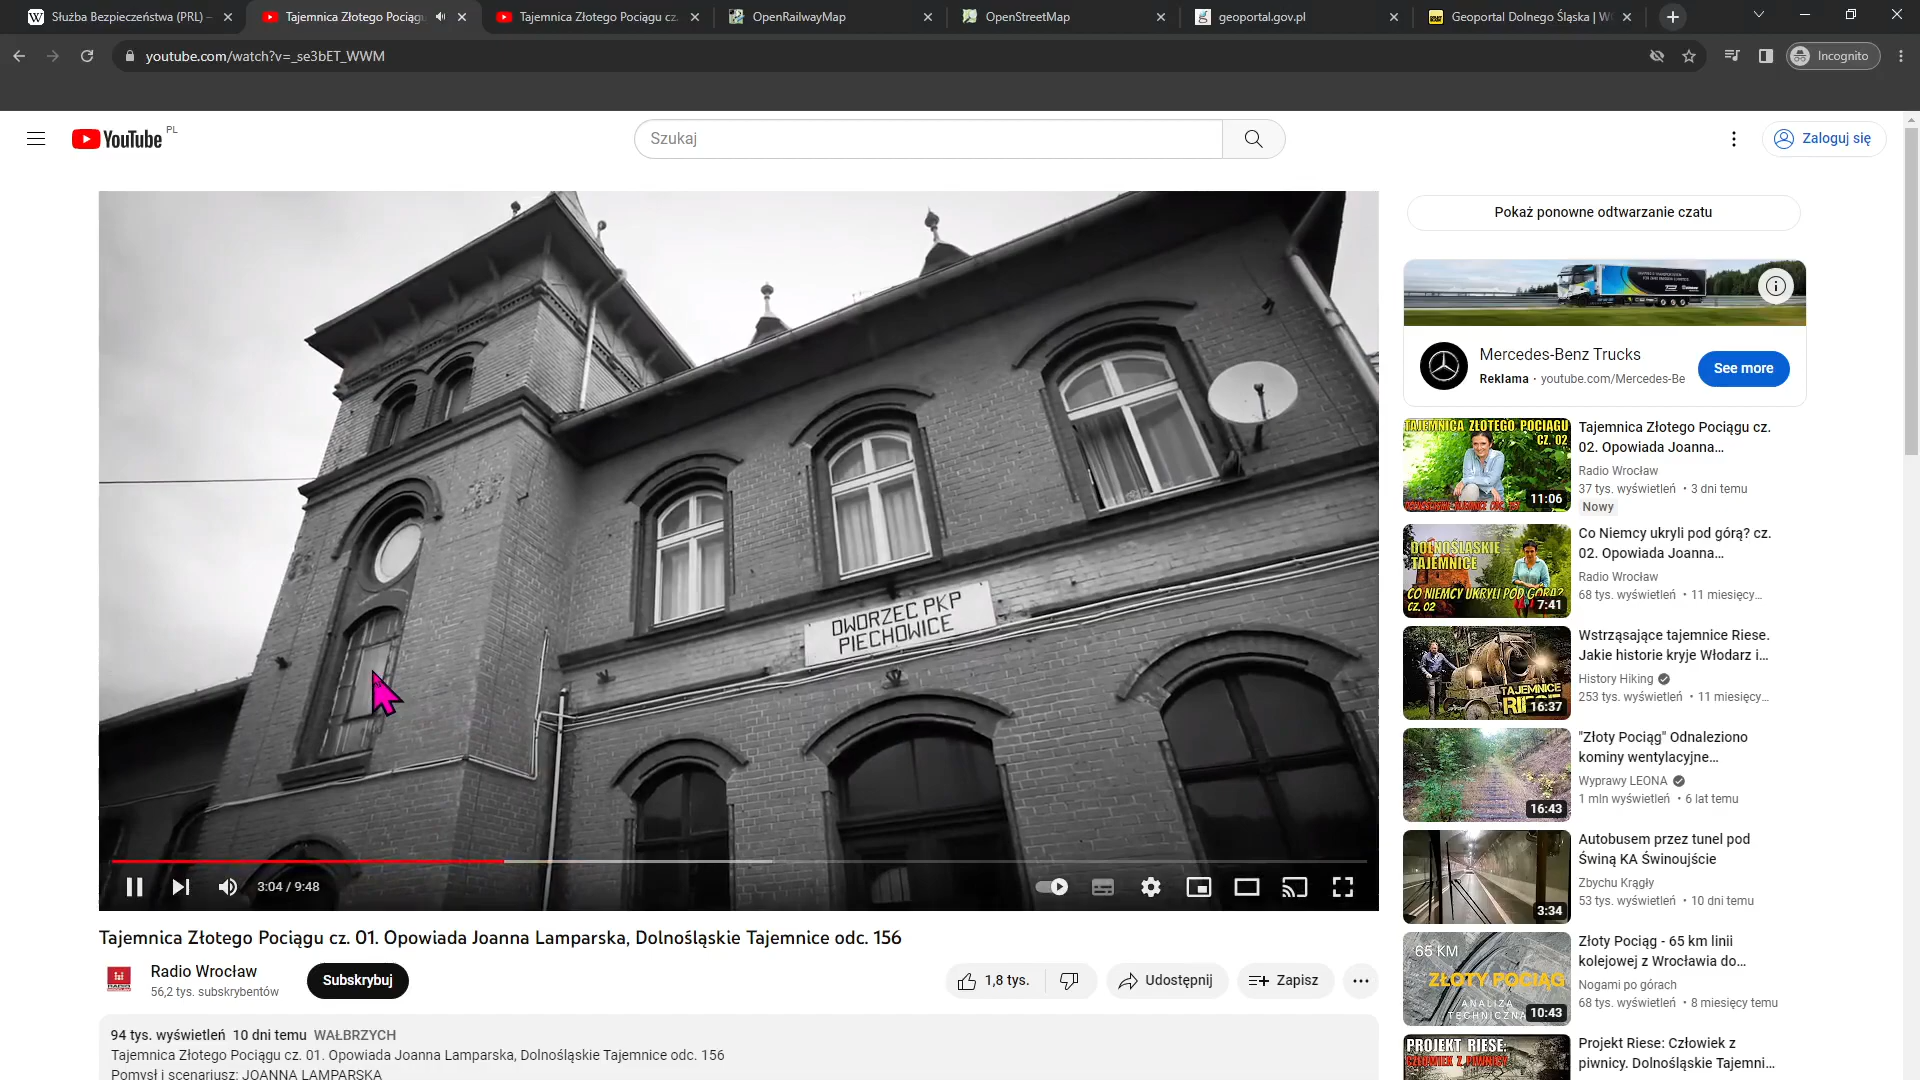 Służba Bezpieczeństwa (PRL) –
Tajemnica Złotego Pociągu
Tajemnica Złotego Pociągu cz.
OpenRailwayMap
OpenStreetMap
geoportal.gov.pl
Geoportal Dolnego Śląska | W
youtube.com/watch?v=_se3bET_WWM
Incognito
YouTube PL
Szukaj
Zaloguj się
DWORZEC PKP
PIECHOWICE
3:04 / 9:48
Tajemnica Złotego Pociągu cz. 01. Opowiada Joanna Lamparska, Dolnośląskie Tajemnice odc. 156
Radio Wrocław
56,2 tys. subskrybentów
Subskrybuj
1,8 tys.
Udostępnij
Zapisz
94 tys. wyświetleń 10 dni temu WAŁBRZYCH
Tajemnica Złotego Pociągu cz. 01. Opowiada Joanna Lamparska, Dolnośląskie Tajemnice odc. 156
Pomysł i scenariusz: JOANNA LAMPARSKA
Pokaż ponowne odtwarzanie czatu
Mercedes-Benz Trucks
Reklama · youtube.com/Mercedes-Be
See more
TAJEMNICA ZŁOTEGO POCIĄGU
CZ. 02
11:06
Tajemnica Złotego Pociągu cz.
02. Opowiada Joanna...
Radio Wrocław
37 tys. wyświetleń • 3 dni temu
Nowy
DOLNOŚLĄSKIE
TAJEMNICE
CO NIEMCY UKRYLI POD GÓRĄ?
CZ. 02
7:41
Co Niemcy ukryli pod górą? cz.
02. Opowiada Joanna...
Radio Wrocław
68 tys. wyświetleń • 11 miesięcy...
TAJEMNICE
16:37
Wstrząsające tajemnice Riese.
Jakie historie kryje Włodarz i...
History Hiking
253 tys. wyświetleń • 11 miesięcy...
16:43
"Złoty Pociąg" Odnaleziono
kominy wentylacyjne...
Wyprawy LEONA
1 mln wyświetleń • 6 lat temu
3:34
Autobusem przez tunel pod
Świną KA Świnoujście
Zbychu Krągły
53 tys. wyświetleń • 10 dni temu
65 KM
ZŁOTY POCIĄG
ANALIZA
TECHNICZNA
10:43
Złoty Pociąg - 65 km linii
kolejowej z Wrocławia do...
Nogami po górach
68 tys. wyświetleń • 8 miesięcy temu
PROJEKT RIESE:
CZŁOWIEK Z PIWNICY
Projekt Riese: Człowiek z
piwnicy. Dolnośląskie Tajemni...